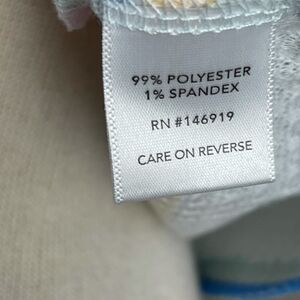 99% POLYESTER
1% SPANDEX
RN #146919
CARE ON REVERSE